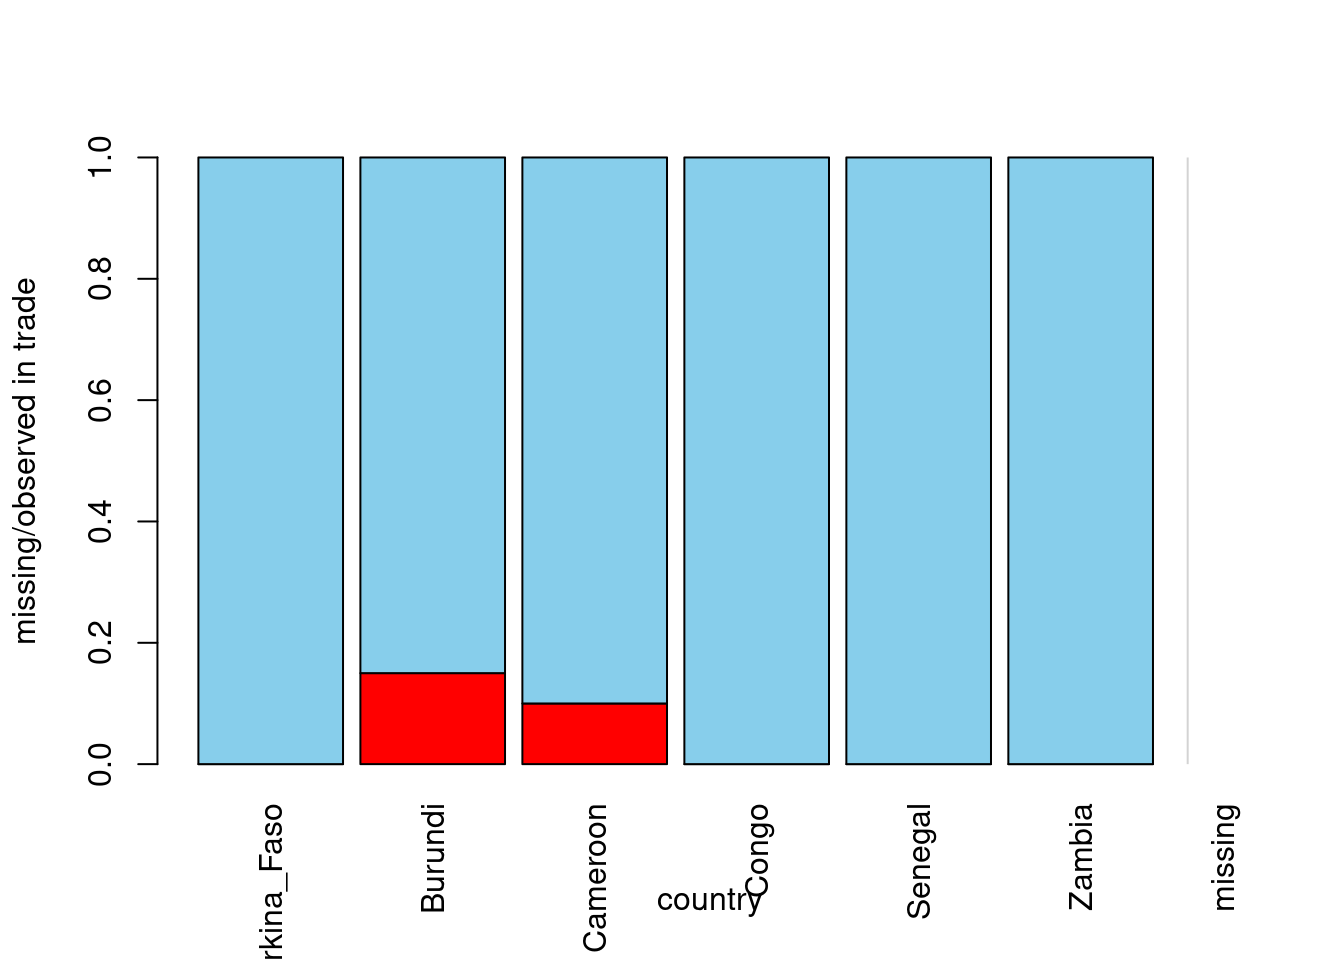 missing/observed in trade
1.0
0.8
0.6
0.4
0.2
0.0
rkina_Faso
Burundi
Cameroon
Congo
Senegal
Zambia
missing
country